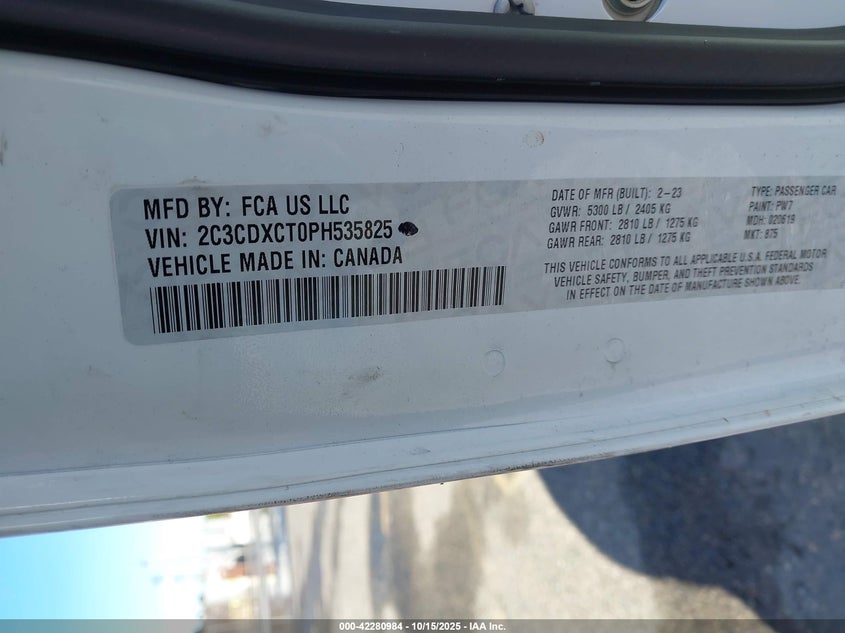 MFD BY: FCA US LLC
VIN: 2C3CDXCT0PH535825
VEHICLE MADE IN: CANADA
DATE OF MFR (BUILT): 2-23
GVWR: 5300 LB / 2405 KG
GAWR FRONT: 2810 LB / 1275 KG
GAWR REAR: 2810 LB / 1275 KG
TYPE: PASSENGER CAR
PAINT: PW7
MDH: 020619
MKT: 875
THIS VEHICLE CONFORMS TO ALL APPLICABLE U.S.A. FEDERAL MOTOR
VEHICLE SAFETY, BUMPER, AND THEFT PREVENTION STANDARDS
IN EFFECT ON THE DATE OF MANUFACTURE SHOWN ABOVE.
000-42280984 - 10/15/2025 - IAA Inc.